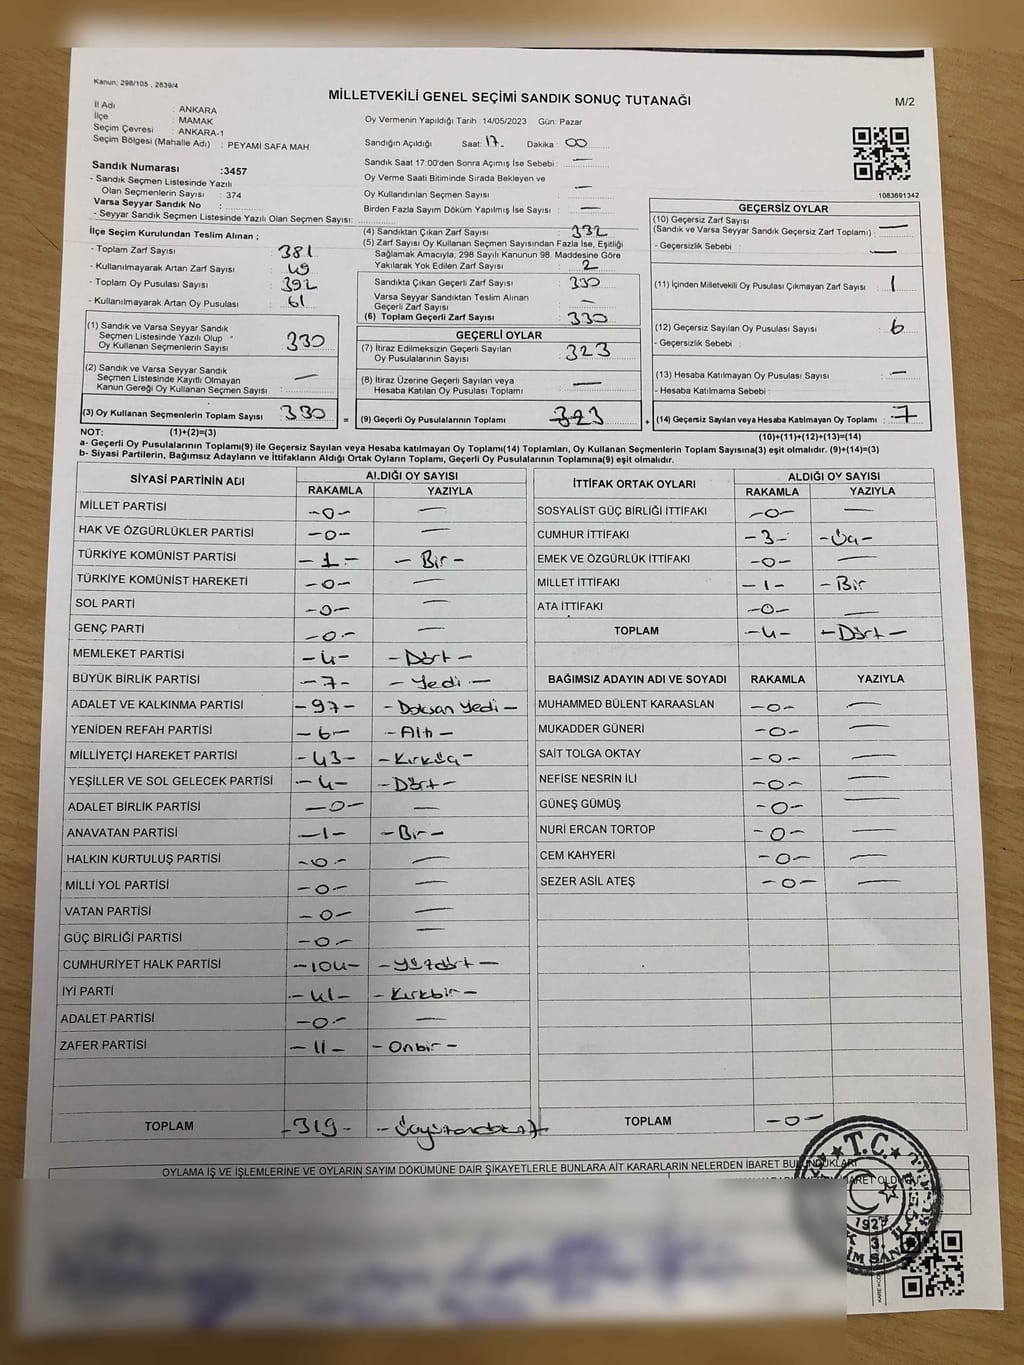 Kanun; 298/105 , 2839/4
MİLLETVEKİLİ GENEL SEÇİMİ SANDIK SONUÇ TUTANAĞI
M/2
İl Adı : ANKARA
İlçe : MAMAK
Seçim Çevresi : ANKARA-1
Seçim Bölgesi (Mahalle Adı) : PEYAMİ SAFA MAH.
Oy Vermenin Yapıldığı Tarih : 14/05/2023 Gün: Pazar
Sandığın Açıldığı Saat: 17 Dakika : 00
Sandık Saat 17:00'den Sonra Açımış İse Sebebi : —
Oy Verme Saati Bitiminde Sırada Bekleyen ve
Oy Kullandırılan Seçmen Sayısı —
Birden Fazla Sayım Döküm Yapılmış İse Sayısı : —
1083691342
Sandık Numarası :3457
- Sandık Seçmen Listesinde Yazılı
Olan Seçmenlerin Sayısı : 374
Varsa Seyyar Sandık No :
- Seyyar Sandık Seçmen Listesinde Yazılı Olan Seçmen Sayısı:
İlçe Seçim Kurulundan Teslim Alınan ;
- Toplam Zarf Sayısı 381
- Kullanılmayarak Artan Zarf Sayısı : 49
- Toplam Oy Pusulası Sayısı : 392
- Kullanılmayarak Artan Oy Pusulası : 61
(1) Sandık ve Varsa Seyyar Sandık
Seçmen Listesinde Yazılı Olup
Oy Kullanan Seçmenlerin Sayısı 330
(2) Sandık ve Varsa Seyyar Sandık
Seçmen Listesinde Kayıtlı Olmayan
Kanun Gereği Oy Kullanan Seçmen Sayısı : —
(3) Oy Kullanan Seçmenlerin Toplam Sayısı : 330 =
(4) Sandıktan Çıkan Zarf Sayısı : 332
(5) Zarf Sayısı Oy Kullanan Seçmen Sayısından Fazla İse, Eşitliği
Sağlamak Amacıyla; 298 Sayılı Kanunun 98. Maddesine Göre
Yakılarak Yok Edilen Zarf Sayısı : 2
Sandıkta Çıkan Geçerli Zarf Sayısı : 330
Varsa Seyyar Sandıktan Teslim Alınan
Geçerli Zarf Sayısı : —
(6) Toplam Geçerli Zarf Sayısı : 330
GEÇERLİ OYLAR
(7) İtiraz Edilmeksizin Geçerli Sayılan
Oy Pusulalarının Sayısı : 323
(8) İtiraz Üzerine Geçerli Sayılan veya
Hesaba Katılan Oy Pusulası Toplamı : —
(9) Geçerli Oy Pusulalarının Toplamı : 323 +
GEÇERSİZ OYLAR
(10) Geçersiz Zarf Sayısı
(Sandık ve Varsa Seyyar Sandık Geçersiz Zarf Toplamı) : —
- Geçersizlik Sebebi : —
(11) İçinden Milletvekili Oy Pusulası Çıkmayan Zarf Sayısı : 1
(12) Geçersiz Sayılan Oy Pusulası Sayısı : 6
- Geçersizlik Sebebi :
(13) Hesaba Katılmayan Oy Pusulası Sayısı : —
- Hesaba Katılmama Sebebi :
(14) Geçersiz Sayılan veya Hesaba Katılmayan Oy Toplamı : 7
NOT: (1)+(2)=(3)
(10)+(11)+(12)+(13)=(14)
a- Geçerli Oy Pusulalarının Toplamı(9) ile Geçersiz Sayılan veya Hesaba katılmayan Oy Toplamı(14) Toplamları, Oy Kullanan Seçmenlerin Toplam Sayısına(3) eşit olmalıdır. (9)+(14)=(3)
b- Siyasi Partilerin, Bağımsız Adayların ve İttifakların Aldığı Ortak Oyların Toplamı, Geçerli Oy Pusulalarının Toplamına(9) eşit olmalıdır.
SİYASİ PARTİNİN ADI ALDIĞI OY SAYISI
RAKAMLA YAZIYLA
MİLLET PARTİSİ -0- —
HAK VE ÖZGÜRLÜKLER PARTİSİ -0- —
TÜRKİYE KOMÜNİST PARTİSİ -1- -Bir-
TÜRKİYE KOMÜNİST HAREKETİ -0- —
SOL PARTİ -0- —
GENÇ PARTİ -0- —
MEMLEKET PARTİSİ -4- -Dört-
BÜYÜK BİRLİK PARTİSİ -7- -Yedi-
ADALET VE KALKINMA PARTİSİ -97- -Doksan Yedi-
YENİDEN REFAH PARTİSİ -6- -Altı-
MİLLİYETÇİ HAREKET PARTİSİ -43- -Kırküç-
YEŞİLLER VE SOL GELECEK PARTİSİ -4- -Dört-
ADALET BİRLİK PARTİSİ -0- —
ANAVATAN PARTİSİ -1- -Bir-
HALKIN KURTULUŞ PARTİSİ -0- —
MİLLİ YOL PARTİSİ -0- —
VATAN PARTİSİ -0- —
GÜÇ BİRLİĞİ PARTİSİ -0- —
CUMHURİYET HALK PARTİSİ -104- -Yüzdört-
İYİ PARTİ -41- -Kırkbir-
ADALET PARTİSİ -0- —
ZAFER PARTİSİ -11- -Onbir-
TOPLAM -319-
İTTİFAK ORTAK OYLARI ALDIĞI OY SAYISI
RAKAMLA YAZIYLA
SOSYALİST GÜÇ BİRLİĞİ İTTİFAKI -0- —
CUMHUR İTTİFAKI -3- -Üç-
EMEK VE ÖZGÜRLÜK İTTİFAKI -0- —
MİLLET İTTİFAKI -1- -Bir
ATA İTTİFAKI -0- —
TOPLAM -4- -Dört-
BAĞIMSIZ ADAYIN ADI VE SOYADI RAKAMLA YAZIYLA
MUHAMMED BÜLENT KARAASLAN -0- —
MUKADDER GÜNERİ -0- —
SAİT TOLGA OKTAY -0- —
NEFİSE NESRİN İLİ -0- —
GÜNEŞ GÜMÜŞ -0- —
NURİ ERCAN TORTOP -0- —
CEM KAHYERİ -0- —
SEZER ASİL ATEŞ -0- —
TOPLAM -0-
OYLAMA İŞ VE İŞLEMLERİNE VE OYLARIN SAYIM DÖKÜMÜNE DAİR ŞİKAYETLERLE BUNLARA AİT KARARLARIN NELERDEN İBARET BULUNDUKLARI
T.C.